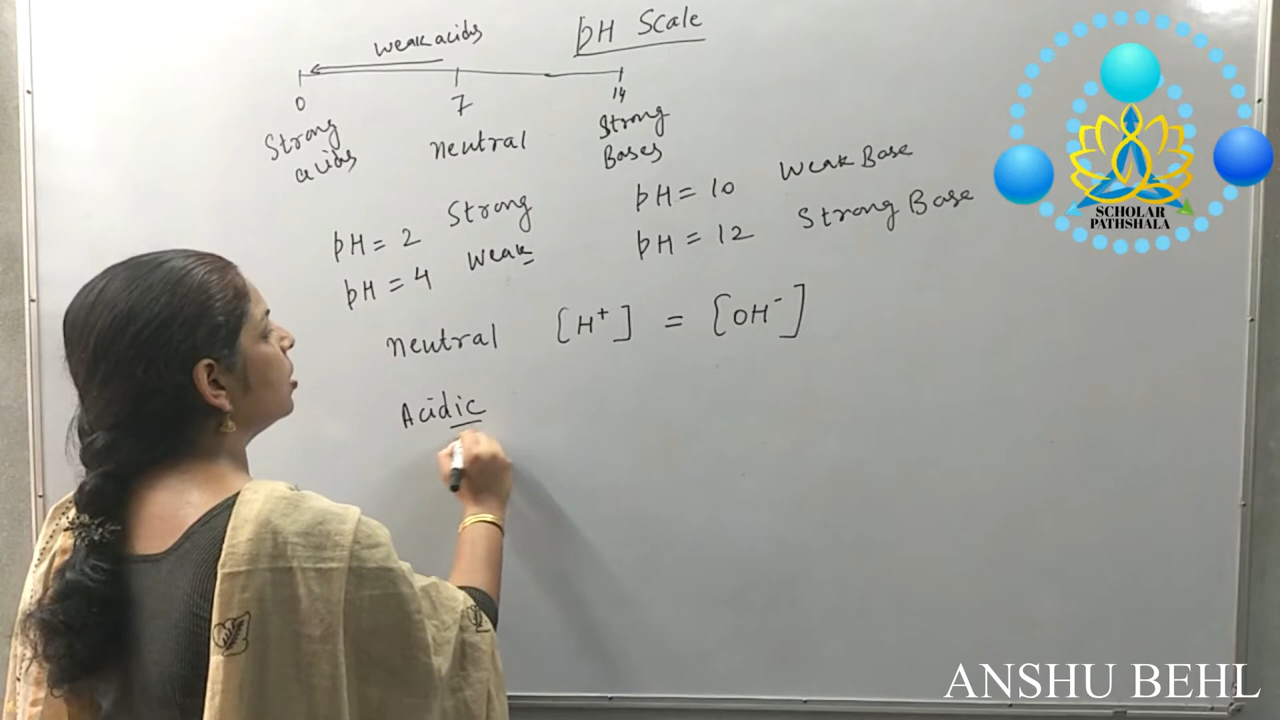 pH Scale
Weak acids
0 7 14
Strong acids
Neutral
Strong Bases
pH = 2 Strong
pH = 4 Weak
pH = 10 Weak Base
pH = 12 Strong Base
Neutral [H⁺] = [OH⁻]
Acidic
SCHOLAR
PATHSHALA
ANSHU BEHL